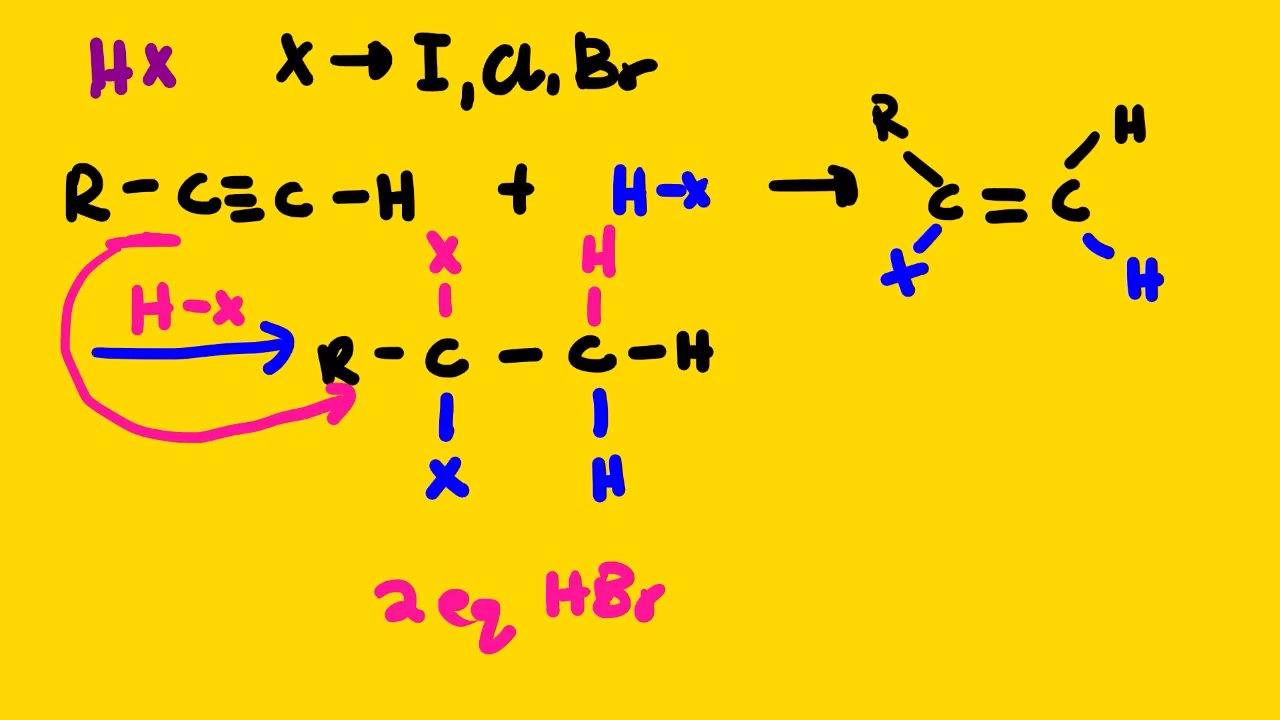 HX X → I, Cl, Br
R H
R - C ≡ C - H + H-X → C = C
X H
X H
H-X
R - C - C - H
X H
2 eq HBr